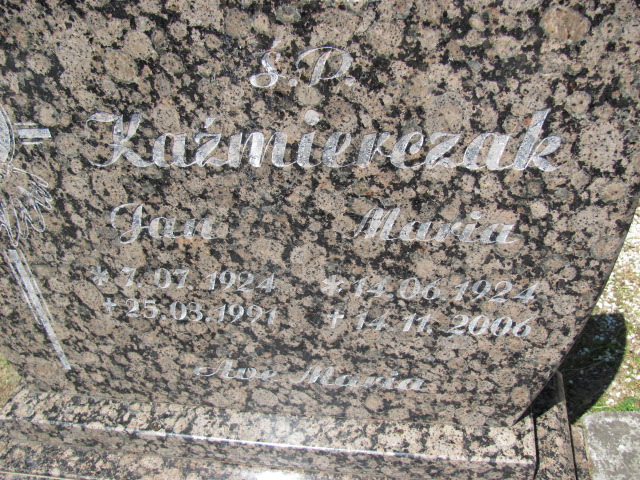 Ś. P.
Kaźmierczak
Jan Maria
* 7.07.1924 * 14.06.1924
+ 25.03.1991 + 14.11.2006
Ave Maria